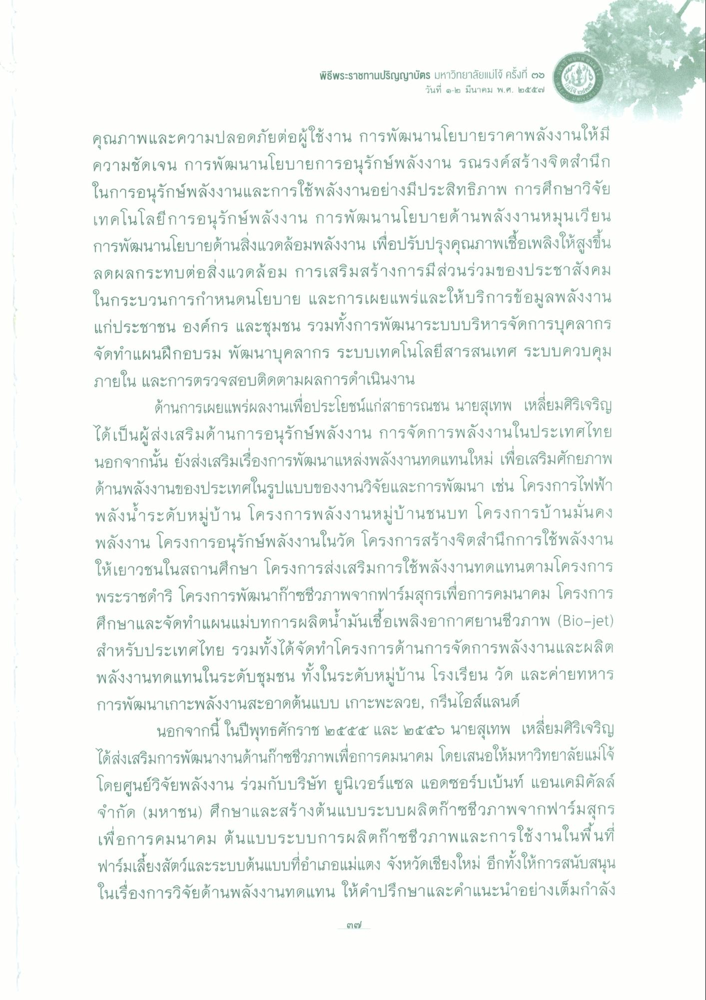 พิธีพระราชทานปริญญาบัตร มหาวิทยาลัยแม่โจ้ ครั้งที่ ๓๖
วันที่ ๑-๒ มีนาคม พ.ศ. ๒๕๕๗
คุณภาพและความปลอดภัยต่อผู้ใช้งาน การพัฒนานโยบายราคาพลังงานให้มี
ความชัดเจน การพัฒนานโยบายการอนุรักษ์พลังงาน รณรงค์สร้างจิตสำนึก
ในการอนุรักษ์พลังงานและการใช้พลังงานอย่างมีประสิทธิภาพ การศึกษาวิจัย
เทคโนโลยีการอนุรักษ์พลังงาน การพัฒนานโยบายด้านพลังงานหมุนเวียน
การพัฒนานโยบายด้านสิ่งแวดล้อมพลังงาน เพื่อปรับปรุงคุณภาพเชื้อเพลิงให้สูงขึ้น
ลดผลกระทบต่อสิ่งแวดล้อม การเสริมสร้างการมีส่วนร่วมของประชาสังคม
ในกระบวนการกำหนดนโยบาย และการเผยแพร่และให้บริการข้อมูลพลังงาน
แก่ประชาชน องค์กร และชุมชน รวมทั้งการพัฒนาระบบบริหารจัดการบุคลากร
จัดทำแผนฝึกอบรม พัฒนาบุคลากร ระบบเทคโนโลยีสารสนเทศ ระบบควบคุม
ภายใน และการตรวจสอบติดตามผลการดำเนินงาน
ด้านการเผยแพร่ผลงานเพื่อประโยชน์แก่สาธารณชน นายสุเทพ เหลี่ยมศิริเจริญ
ได้เป็นผู้ส่งเสริมด้านการอนุรักษ์พลังงาน การจัดการพลังงานในประเทศไทย
นอกจากนั้น ยังส่งเสริมเรื่องการพัฒนาแหล่งพลังงานทดแทนใหม่ เพื่อเสริมศักยภาพ
ด้านพลังงานของประเทศในรูปแบบของงานวิจัยและการพัฒนา เช่น โครงการไฟฟ้า
พลังน้ำระดับหมู่บ้าน โครงการพลังงานหมู่บ้านชนบท โครงการบ้านมั่นคง
พลังงาน โครงการอนุรักษ์พลังงานในวัด โครงการสร้างจิตสำนึกการใช้พลังงาน
ให้เยาวชนในสถานศึกษา โครงการส่งเสริมการใช้พลังงานทดแทนตามโครงการ
พระราชดำริ โครงการพัฒนาก๊าซชีวภาพจากฟาร์มสุกรเพื่อการคมนาคม โครงการ
ศึกษาและจัดทำแผนแม่บทการผลิตน้ำมันเชื้อเพลิงอากาศยานชีวภาพ (Bio-jet)
สำหรับประเทศไทย รวมทั้งได้จัดทำโครงการด้านการจัดการพลังงานและผลิต
พลังงานทดแทนในระดับชุมชน ทั้งในระดับหมู่บ้าน โรงเรียน วัด และค่ายทหาร
การพัฒนาเกาะพลังงานสะอาดต้นแบบ เกาะพะลวย, กรีนไอส์แลนด์
นอกจากนี้ ในปีพุทธศักราช ๒๕๕๕ และ ๒๕๕๖ นายสุเทพ เหลี่ยมศิริเจริญ
ได้ส่งเสริมการพัฒนางานด้านก๊าซชีวภาพเพื่อการคมนาคม โดยเสนอให้มหาวิทยาลัยแม่โจ้
โดยศูนย์วิจัยพลังงาน ร่วมกับบริษัท ยูนิเวอร์แซล แอดซอร์บเบ้นท์ แอนเคมิคัลล์
จำกัด (มหาชน) ศึกษาและสร้างต้นแบบระบบผลิตก๊าซชีวภาพจากฟาร์มสุกร
เพื่อการคมนาคม ต้นแบบระบบการผลิตก๊าซชีวภาพและการใช้งานในพื้นที่
ฟาร์มเลี้ยงสัตว์และระบบต้นแบบที่อำเภอแม่แตง จังหวัดเชียงใหม่ อีกทั้งให้การสนับสนุน
ในเรื่องการวิจัยด้านพลังงานทดแทน ให้คำปรึกษาและคำแนะนำอย่างเต็มกำลัง
๓๗